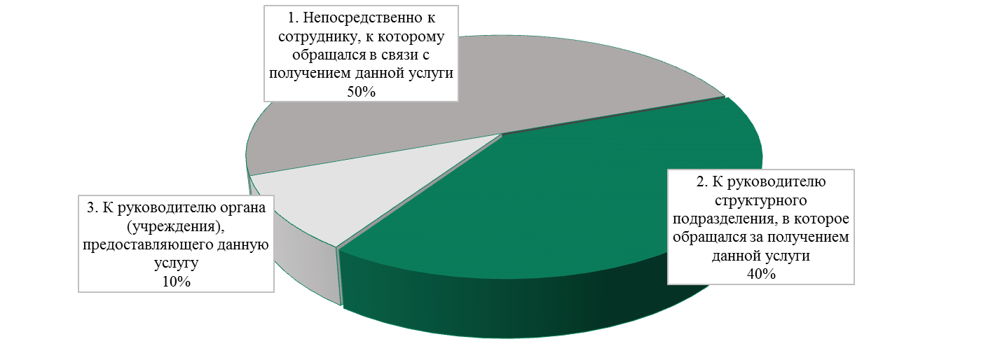 1. Непосредственно к
сотруднику, к которому
обращался в связи с
получением данной услуги
50%
2. К руководителю
структурного
подразделения, в которое
обращался за получением
данной услуги
40%
3. К руководителю органа
(учреждения),
предоставляющего данную
услугу
10%